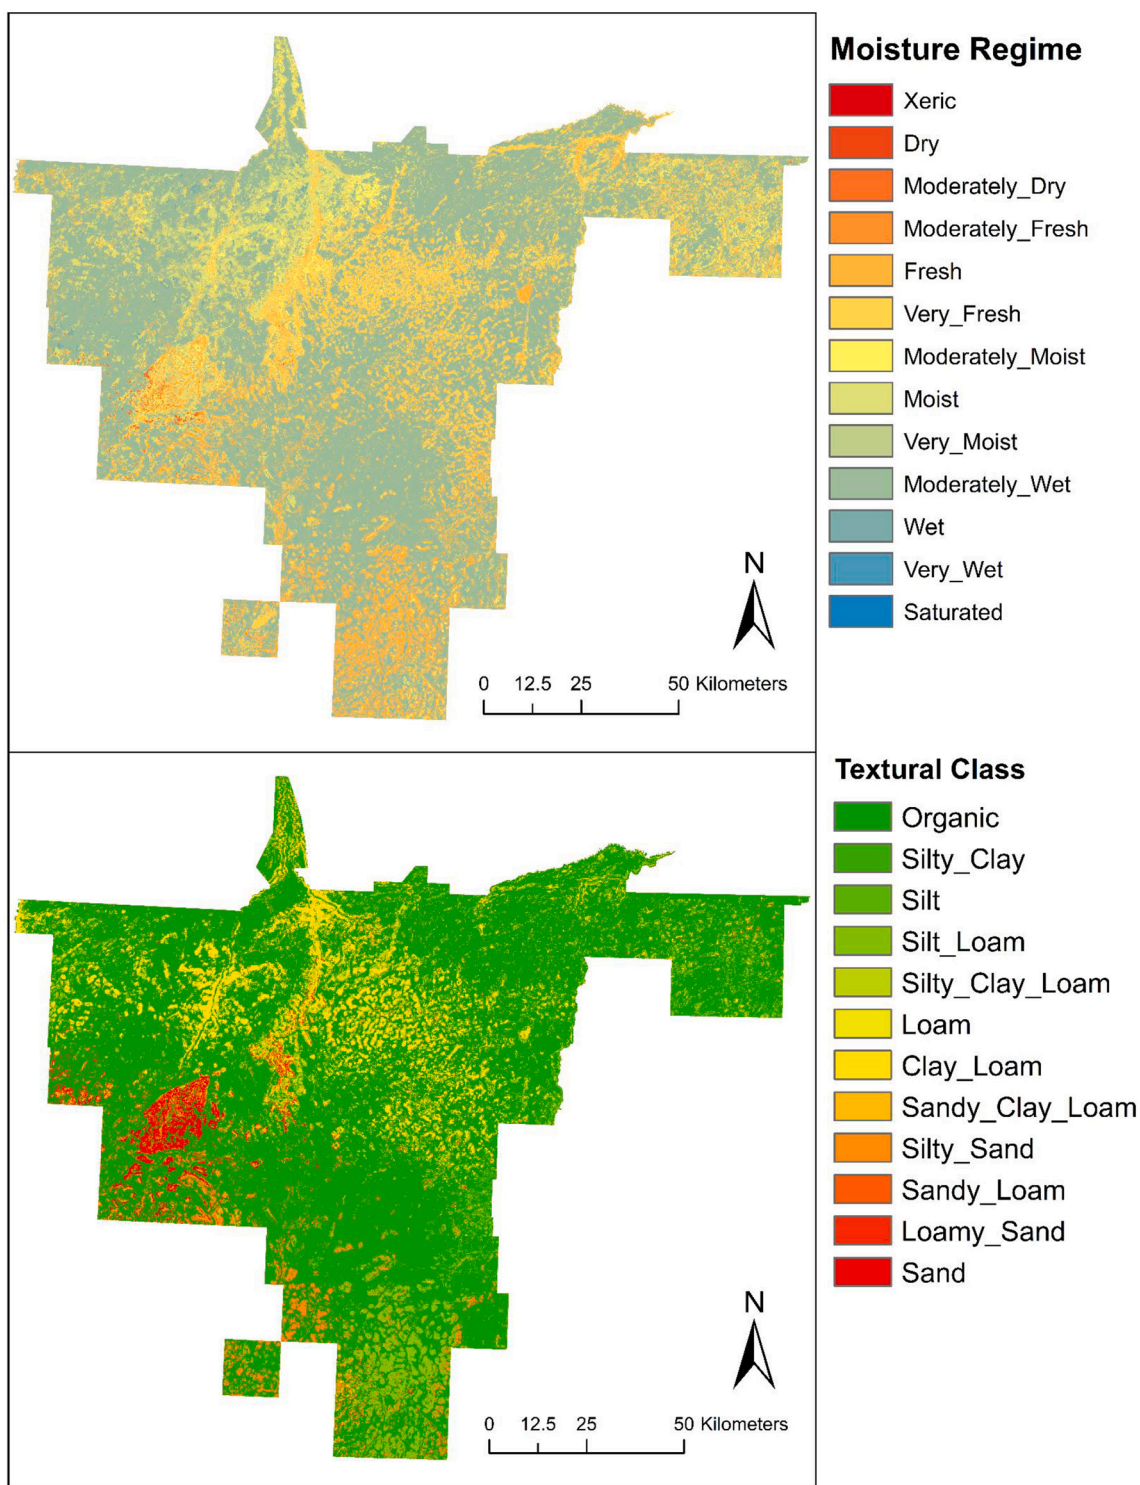 Moisture Regime
Xeric
Dry
Moderately_Dry
Moderately_Fresh
Fresh
Very_Fresh
Moderately_Moist
Moist
Very_Moist
Moderately_Wet
Wet
Very_Wet
Saturated
N
0 12.5 25 50 Kilometers
Textural Class
Organic
Silty_Clay
Silt
Silt_Loam
Silty_Clay_Loam
Loam
Clay_Loam
Sandy_Clay_Loam
Silty_Sand
Sandy_Loam
Loamy_Sand
Sand
N
0 12.5 25 50 Kilometers